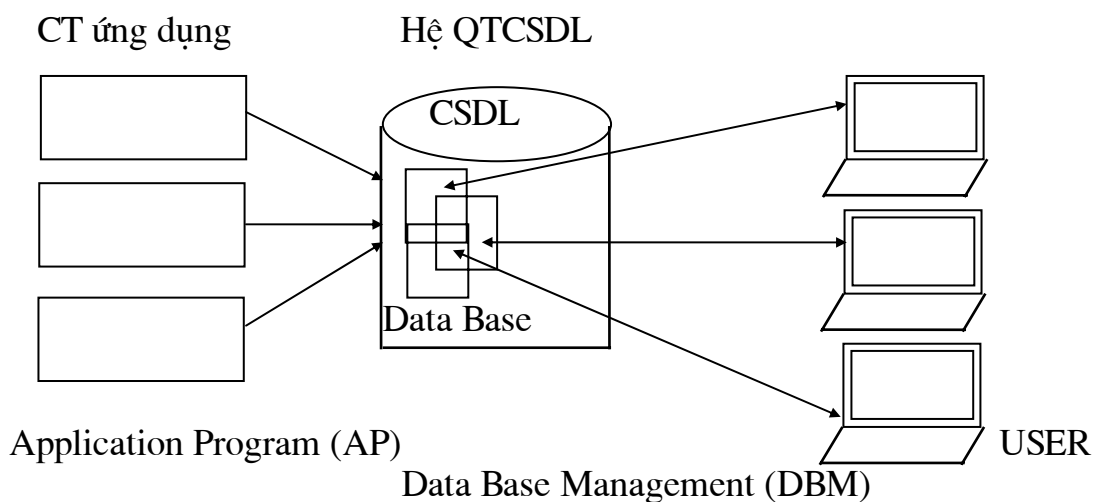 CT ứng dụng
Hệ QTCSDL
CSDL
Data Base
Application Program (AP)
USER
Data Base Management (DBM)